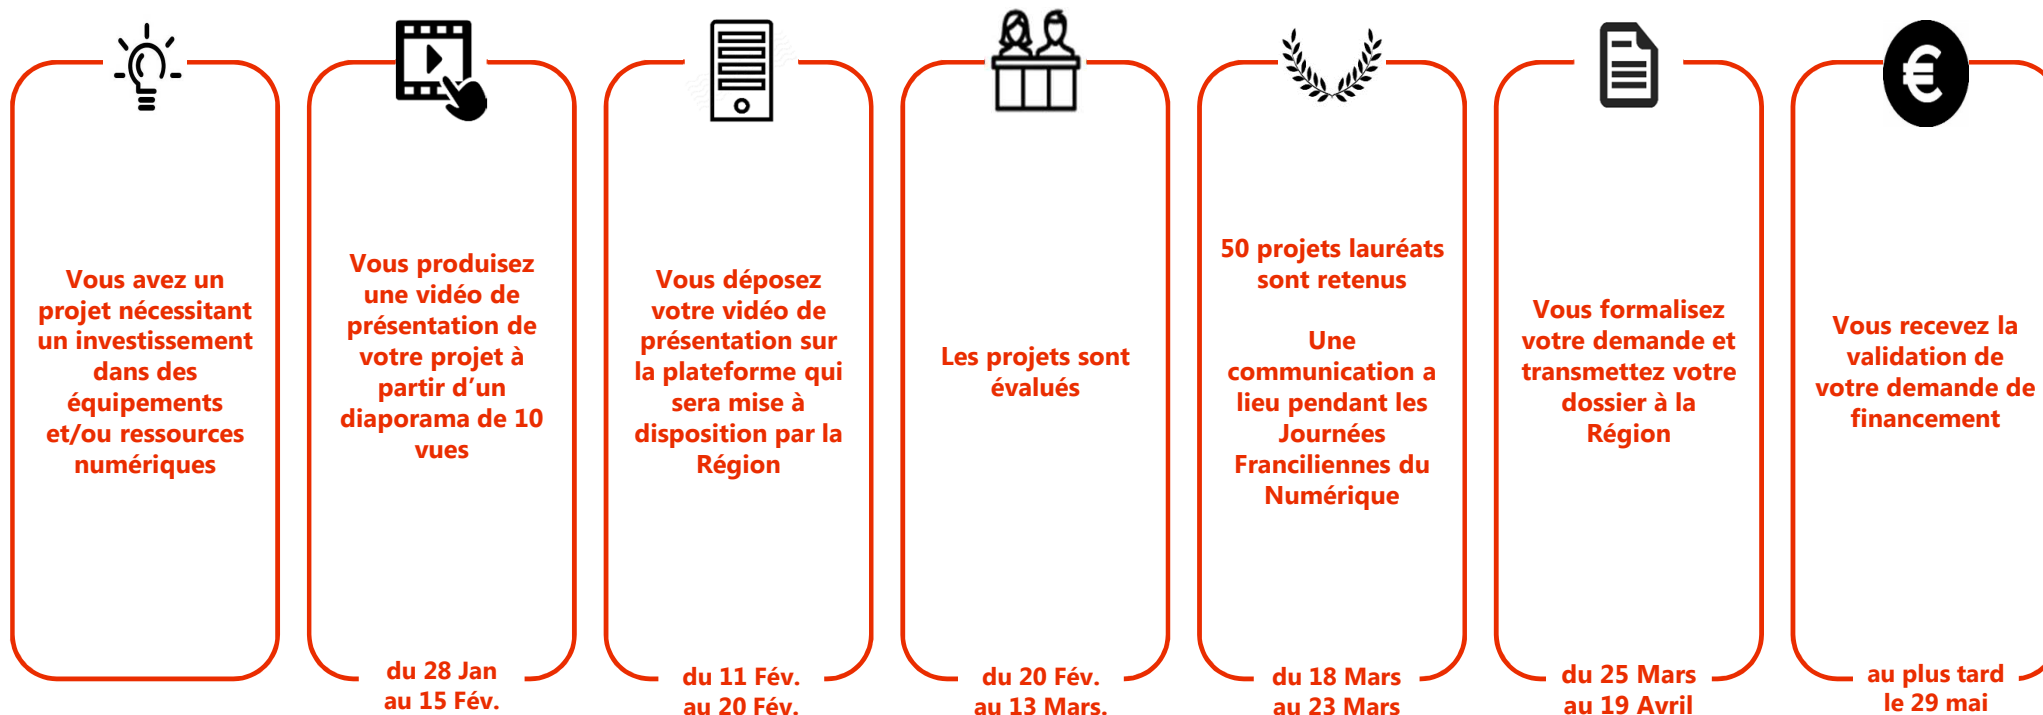 Vous avez un
projet nécessitant
un investissement
dans des
équipements
et/ou ressources
numériques
Vous produisez
une vidéo de
présentation de
votre projet à
partir d’un
diaporama de 10
vues
du 28 Jan
au 15 Fév.
Vous déposez
votre vidéo de
présentation sur
la plateforme qui
sera mise à
disposition par la
Région
du 11 Fév.
au 20 Fév.
Les projets sont
évalués
du 20 Fév.
au 13 Mars.
50 projets lauréats
sont retenus
Une
communication a
lieu pendant les
Journées
Franciliennes du
Numérique
du 18 Mars
au 23 Mars
Vous formalisez
votre demande et
transmettez votre
dossier à la
Région
du 25 Mars
au 19 Avril
€
Vous recevez la
validation de
votre demande de
financement
au plus tard
le 29 mai